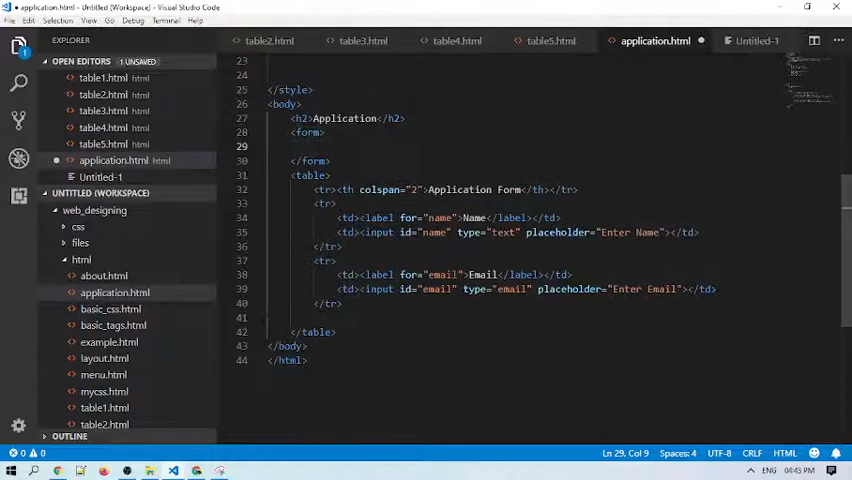 application.html - Untitled (Workspace) - Visual Studio Code
File Edit Selection View Go Debug Terminal Help
EXPLORER
table2.html table3.html table4.html table5.html application.html Untitled-1
OPEN EDITORS 1 UNSAVED
table1.html html
table2.html html
table3.html html
table4.html html
table5.html html
application.html html
Untitled-1
UNTITLED (WORKSPACE)
web_designing
css
files
html
about.html
application.html
basic_css.html
basic_tags.html
example.html
layout.html
menu.html
mycss.html
table1.html
table2.html
OUTLINE
23
24
25 </style>
26 <body>
27 <h2>Application</h2>
28 <form>
29
30 </form>
31 <table>
32 <tr><th colspan="2">Application Form</th></tr>
33 <tr>
34 <td><label for="name">Name</label></td>
35 <td><input id="name" type="text" placeholder="Enter Name"></td>
36 </tr>
37 <tr>
38 <td><label for="email">Email</label></td>
39 <td><input id="email" type="email" placeholder="Enter Email"></td>
40 </tr>
41
42 </table>
43 </body>
44 </html>
0 0 Ln 29, Col 9 Spaces: 4 UTF-8 CRLF HTML
ENG 04:43 PM